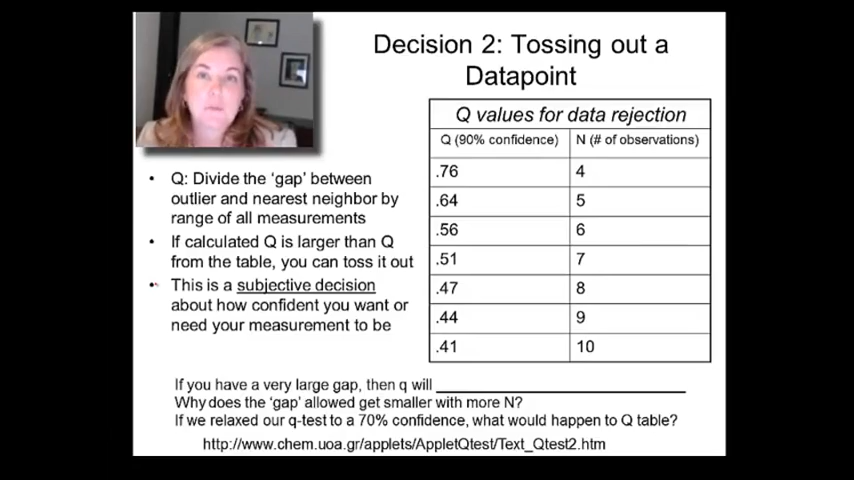 Decision 2: Tossing out a
Datapoint
Q values for data rejection
Q (90% confidence) N (# of observations)
.76 4
.64 5
.56 6
.51 7
.47 8
.44 9
.41 10
• Q: Divide the ‘gap’ between
outlier and nearest neighbor by
range of all measurements
• If calculated Q is larger than Q
from the table, you can toss it out
• This is a subjective decision
about how confident you want or
need your measurement to be
If you have a very large gap, then q will ____________________
Why does the ‘gap’ allowed get smaller with more N?
If we relaxed our q-test to a 70% confidence, what would happen to Q table?
http://www.chem.uoa.gr/applets/AppletQtest/Text_Qtest2.htm